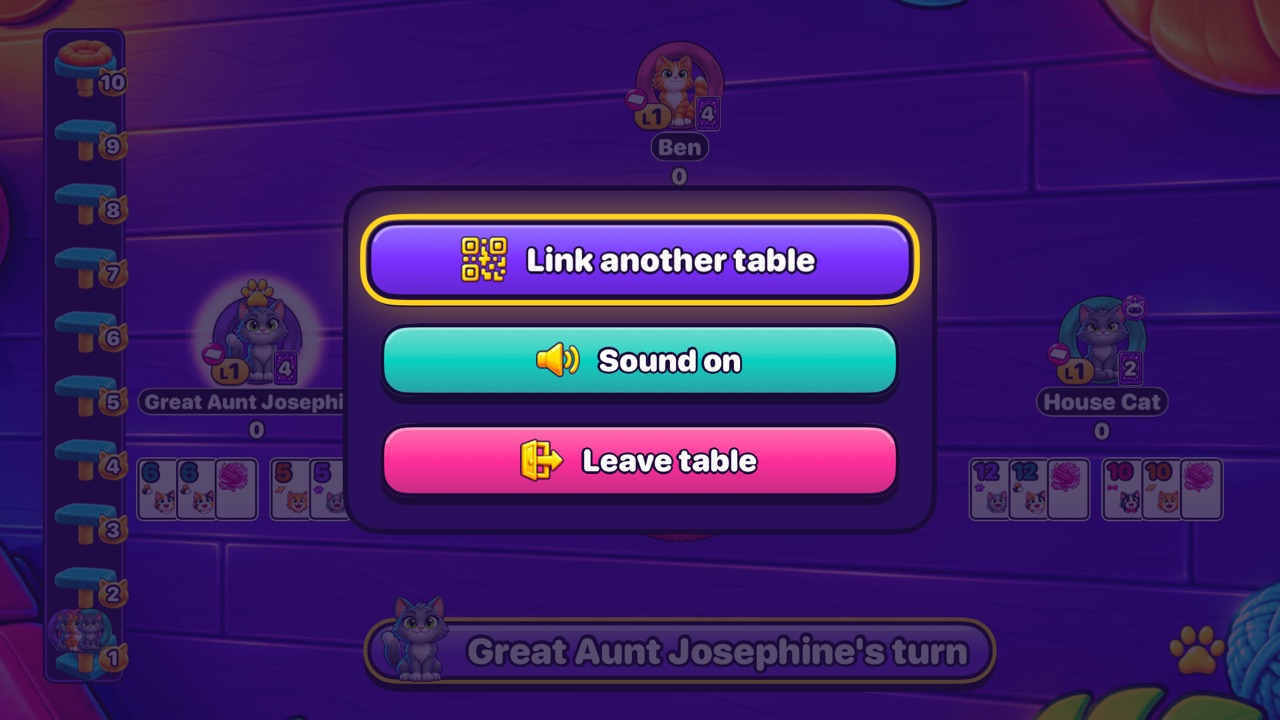 10
9
8
7
6
5
4
3
2
1
L1
4
Ben
0
Link another table
Sound on
Leave table
L1
4
Great Aunt Josephi
0
6
6
5
5
L1
2
House Cat
0
12
12
10
10
Great Aunt Josephine's turn